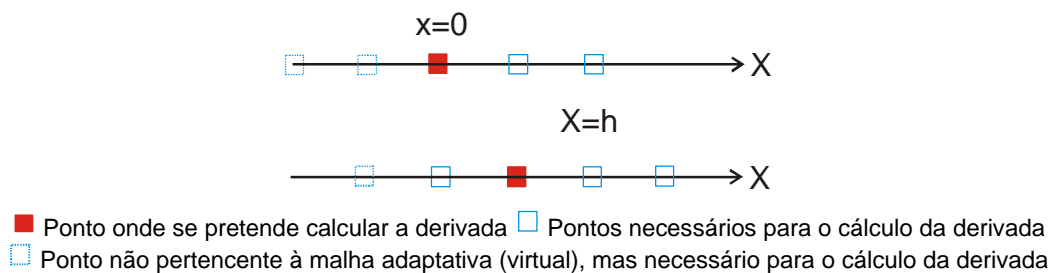 x=0
X
X=h
X
Ponto onde se pretende calcular a derivada Pontos necessários para o cálculo da derivada
Ponto não pertencente à malha adaptativa (virtual), mas necessário para o cálculo da derivada